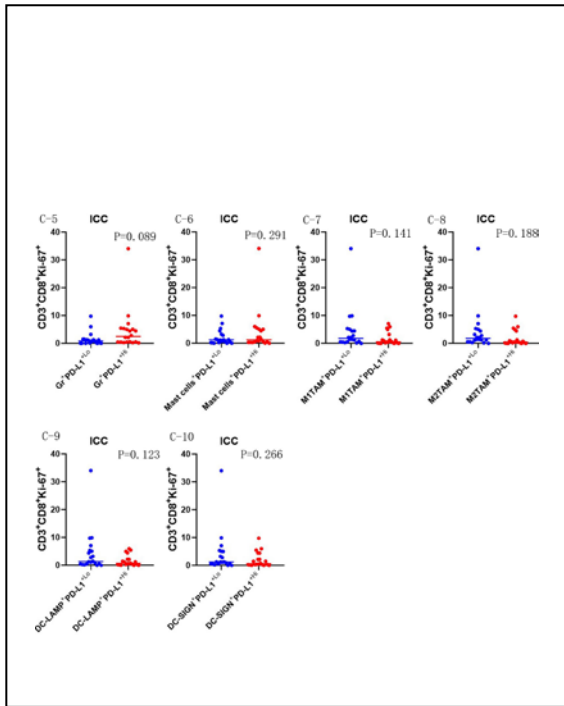 C-5 ICC P=0.089
CD3+CD8+Ki-67+
40
30
20
10
0
Gr+PD-L1+Lo
Gr+PD-L1+Hi
C-6 ICC P=0.291
CD3+CD8+Ki-67+
40
30
20
10
0
Mast cells+PD-L1+Lo
Mast cells+PD-L1+Hi
C-7 ICC P=0.141
CD3+CD8+Ki-67+
40
30
20
10
0
M1TAM+PD-L1+Lo
M1TAM+PD-L1+Hi
C-8 ICC P=0.188
CD3+CD8+Ki-67+
40
30
20
10
0
M2TAM+PD-L1+Lo
M2TAM+PD-L1+Hi
C-9 ICC P=0.123
CD3+CD8+Ki-67+
40
30
20
10
0
DC-LAMP+PD-L1+Lo
DC-LAMP+PD-L1+Hi
C-10 ICC P=0.266
CD3+CD8+Ki-67+
40
30
20
10
0
DC-SIGN+PD-L1+Lo
DC-SIGN+PD-L1+Hi